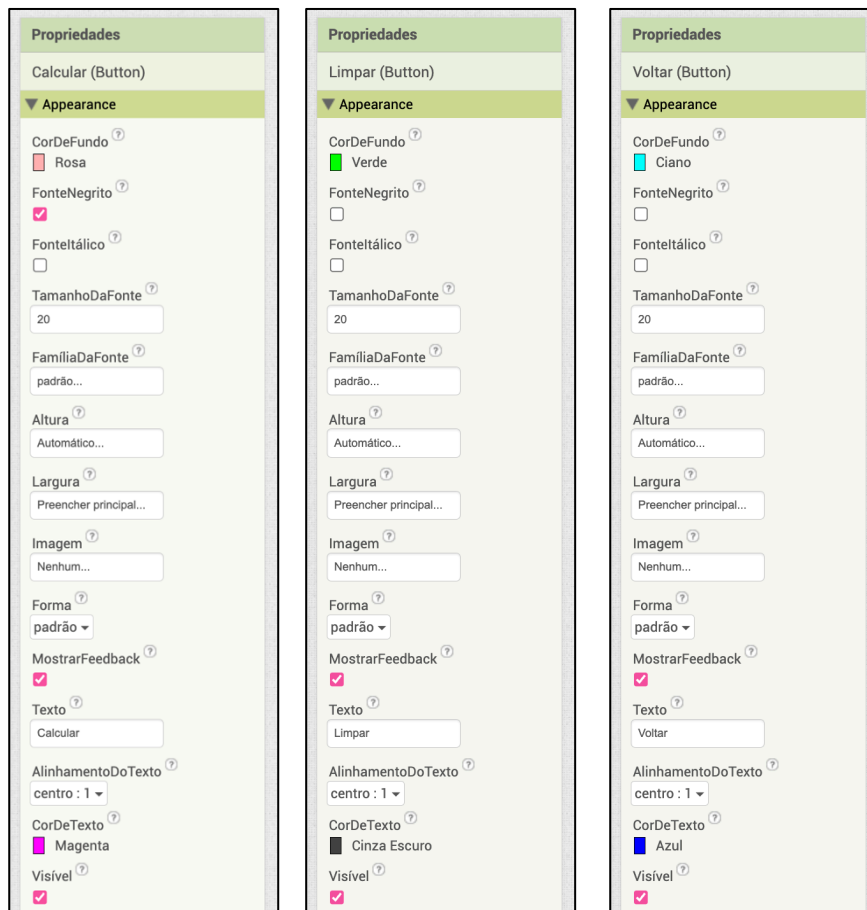 Propriedades
Calcular (Button)
Appearance
CorDeFundo ?
Rosa
FonteNegrito ?
FonteItálico ?
TamanhoDaFonte ?
20
FamíliaDaFonte ?
padrão...
Altura ?
Automático...
Largura ?
Preencher principal...
Imagem ?
Nenhum...
Forma ?
padrão
MostrarFeedback ?
Texto ?
Calcular
AlinhamentoDoTexto ?
centro : 1
CorDeTexto ?
Magenta
Visível ?
Propriedades
Limpar (Button)
Appearance
CorDeFundo ?
Verde
FonteNegrito ?
FonteItálico ?
TamanhoDaFonte ?
20
FamíliaDaFonte ?
padrão...
Altura ?
Automático...
Largura ?
Preencher principal...
Imagem ?
Nenhum...
Forma ?
padrão
MostrarFeedback ?
Texto ?
Limpar
AlinhamentoDoTexto ?
centro : 1
CorDeTexto ?
Cinza Escuro
Visível ?
Propriedades
Voltar (Button)
Appearance
CorDeFundo ?
Ciano
FonteNegrito ?
FonteItálico ?
TamanhoDaFonte ?
20
FamíliaDaFonte ?
padrão...
Altura ?
Automático...
Largura ?
Preencher principal...
Imagem ?
Nenhum...
Forma ?
padrão
MostrarFeedback ?
Texto ?
Voltar
AlinhamentoDoTexto ?
centro : 1
CorDeTexto ?
Azul
Visível ?